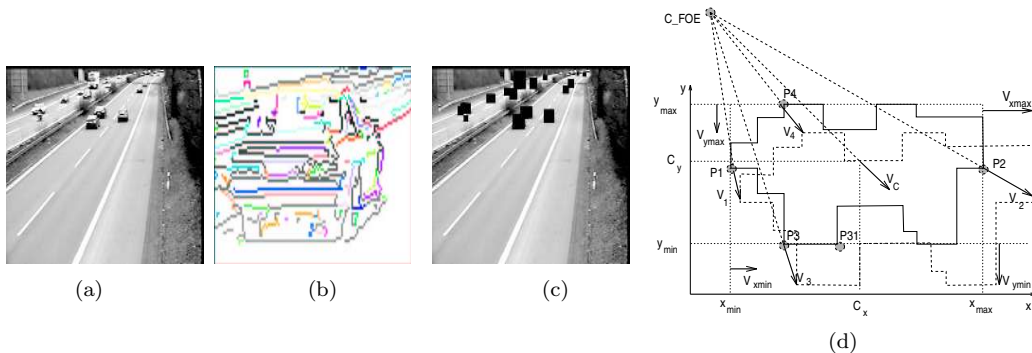 C_FOE
y
y max
P4
V xmax
V ymax
V 4
C y
P1
P2
V 1
V C
V 2
y min
P3
P31
V xmin
V 3
V ymin
x min
C x
x max
x
(a)
(b)
(c)
(d)